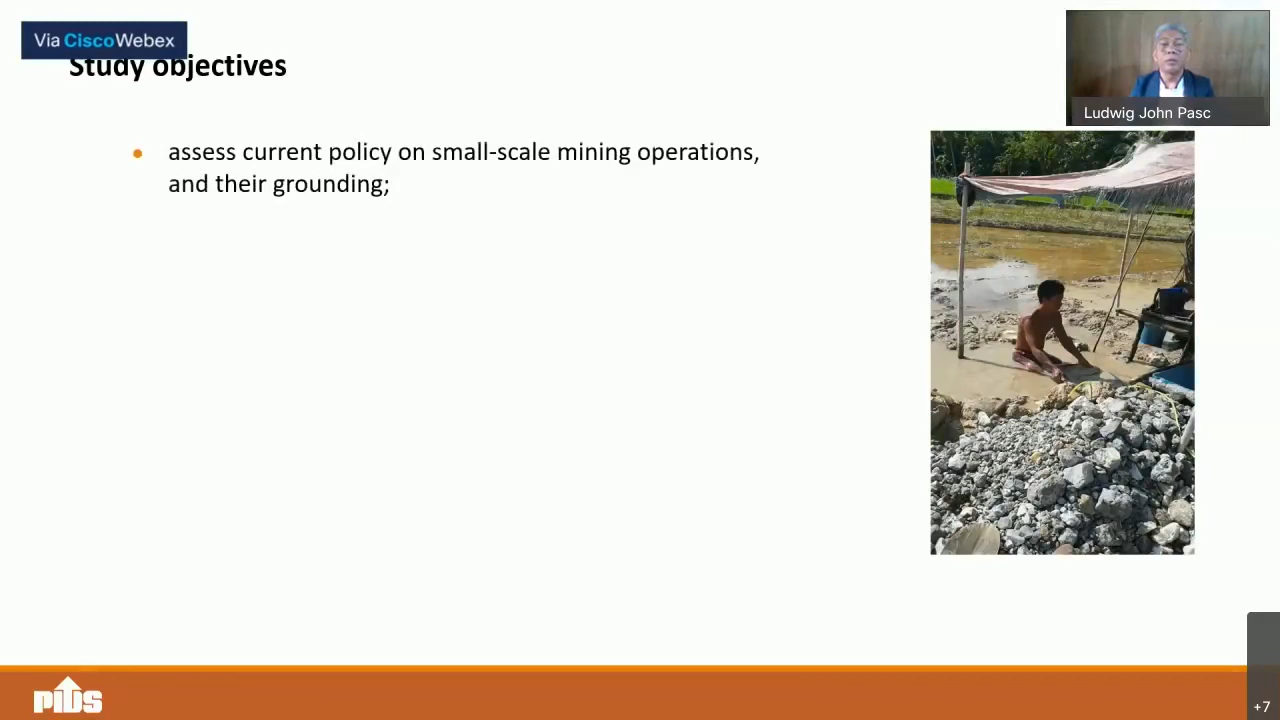 Via CiscoWebex
Study objectives
Ludwig John Pasc
assess current policy on small-scale mining operations,
and their grounding;
PIDS
+7